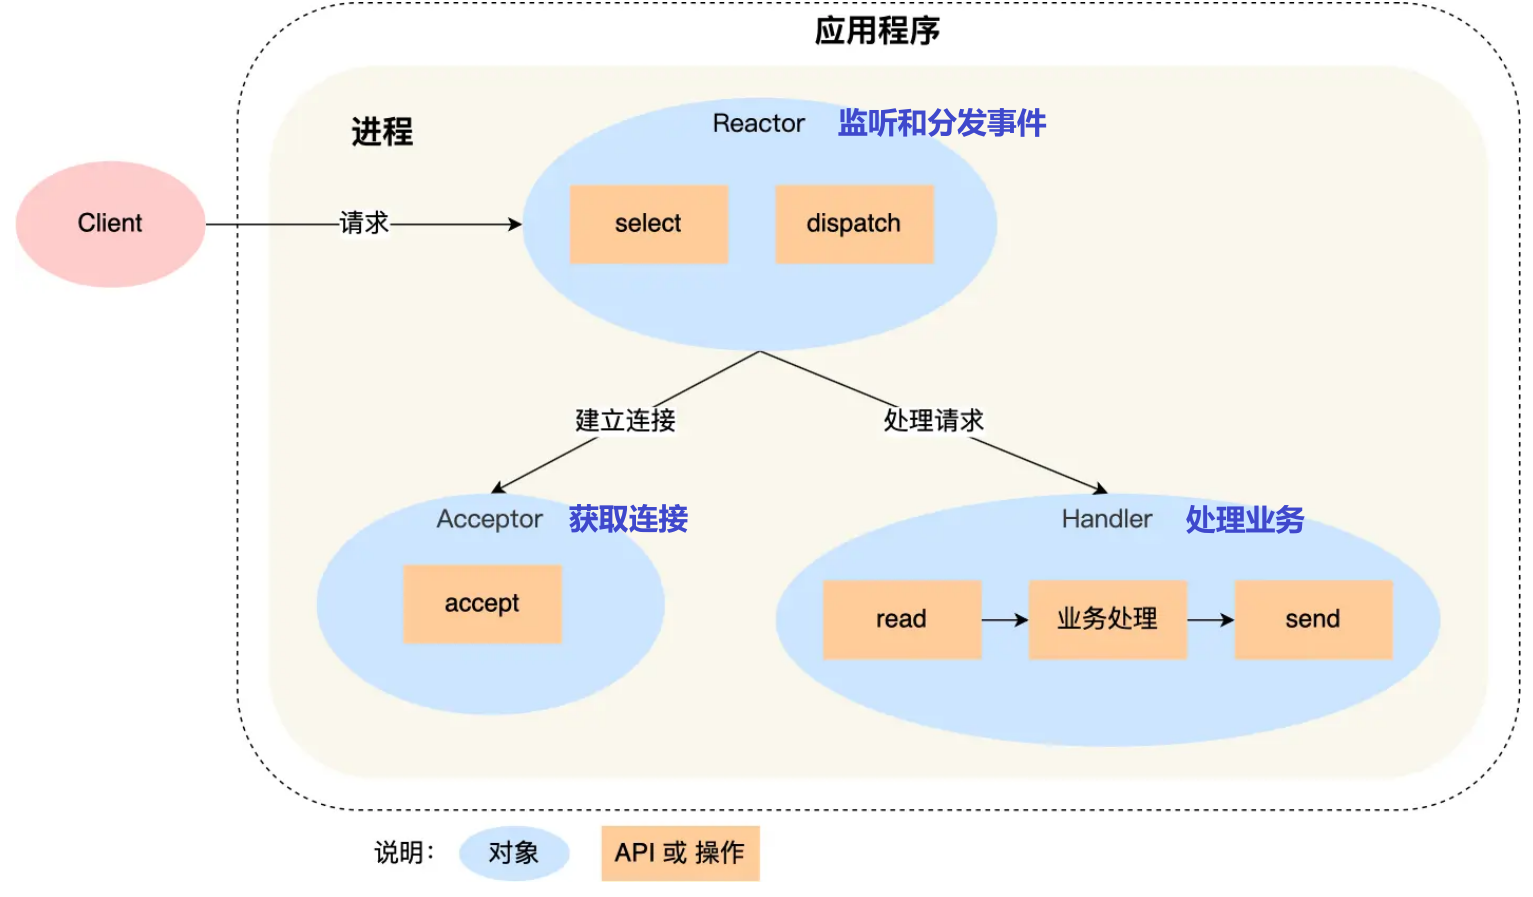 应用程序
进程
Reactor 监听和分发事件
Client
请求
select
dispatch
建立连接
处理请求
Acceptor 获取连接
Handler 处理业务
accept
read
业务处理
send
说明：
对象
API 或 操作